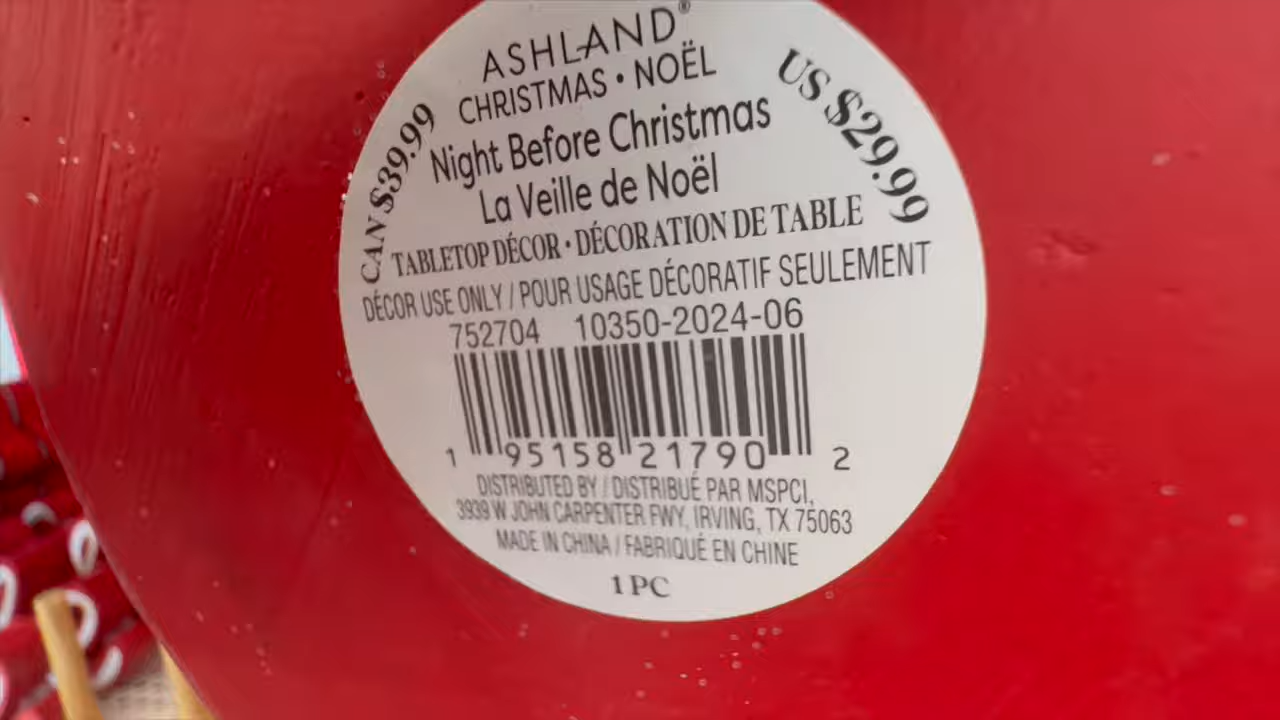 ASHLAND®
CHRISTMAS • NOËL
Night Before Christmas
La Veille de Noël
CAN $39.99
US $29.99
TABLETOP DÉCOR • DÉCORATION DE TABLE
DÉCOR USE ONLY / POUR USAGE DÉCORATIF SEULEMENT
752704 10350-2024-06
1 95158 21790 2
DISTRIBUTED BY / DISTRIBUÉ PAR MSPCI,
3939 W JOHN CARPENTER FWY, IRVING, TX 75063
MADE IN CHINA / FABRIQUÉ EN CHINE
1 PC